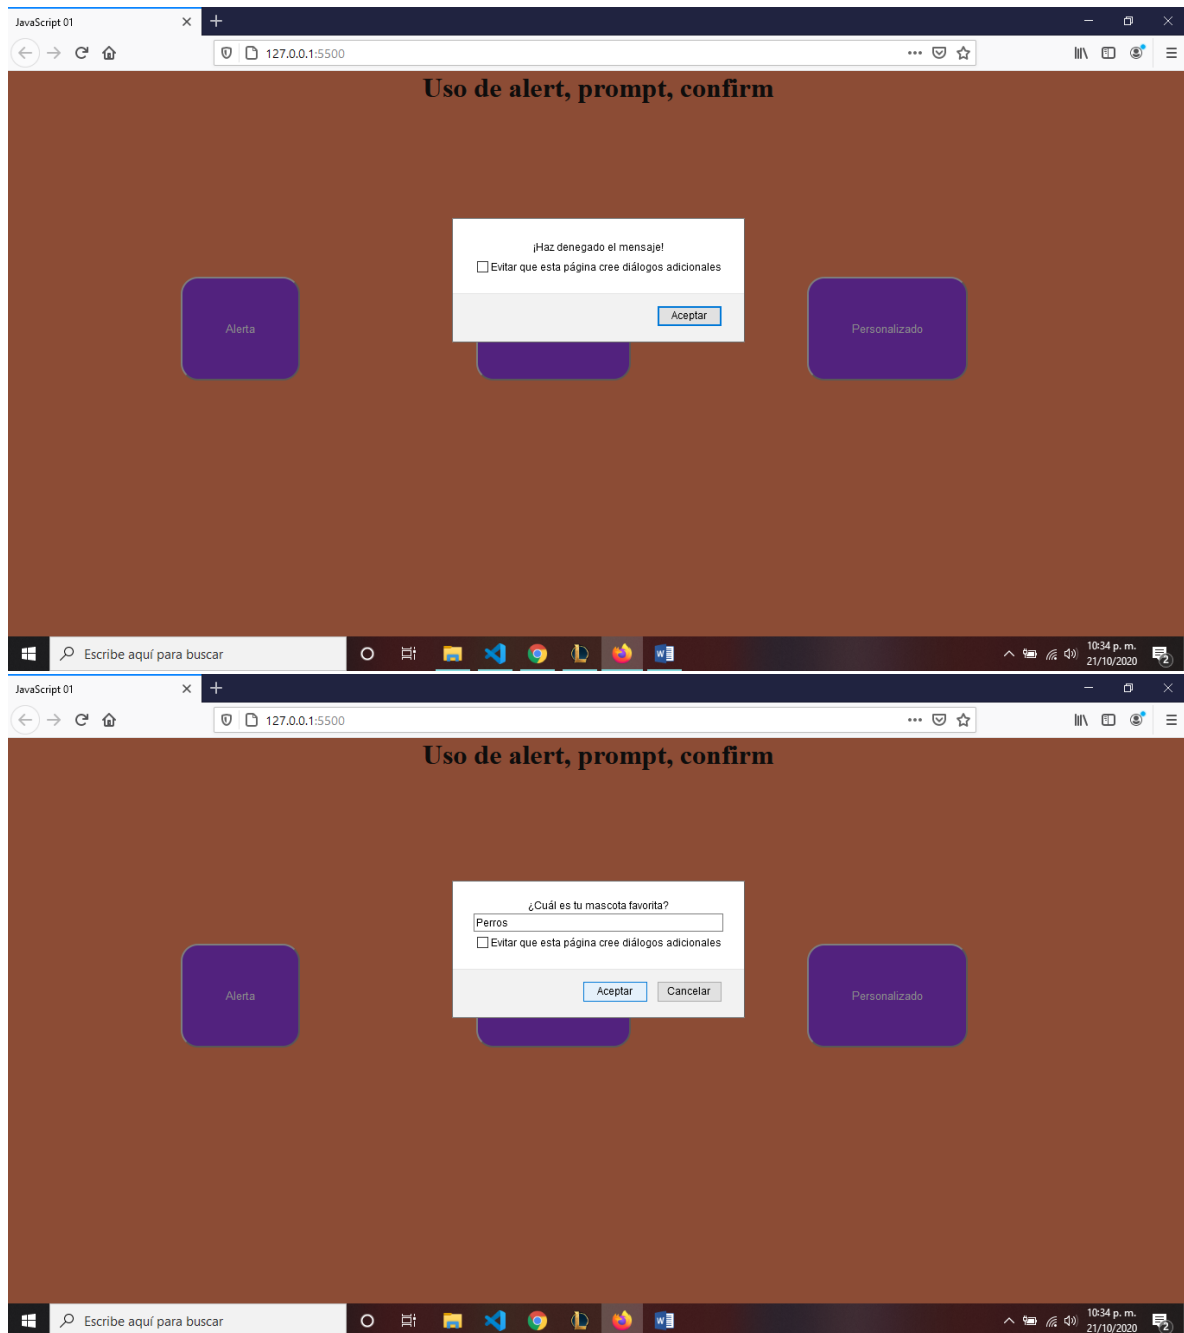 JavaScript 01
127.0.0.1:5500
Uso de alert, prompt, confirm
¡Haz denegado el mensaje!
Evitar que esta página cree diálogos adicionales
Aceptar
Alerta
Personalizado
Escribe aquí para buscar
10:34 p. m.
21/10/2020
2
JavaScript 01
127.0.0.1:5500
Uso de alert, prompt, confirm
¿Cuál es tu mascota favorita?
Perros
Evitar que esta página cree diálogos adicionales
Aceptar Cancelar
Alerta
Personalizado
Escribe aquí para buscar
10:34 p. m.
21/10/2020
2